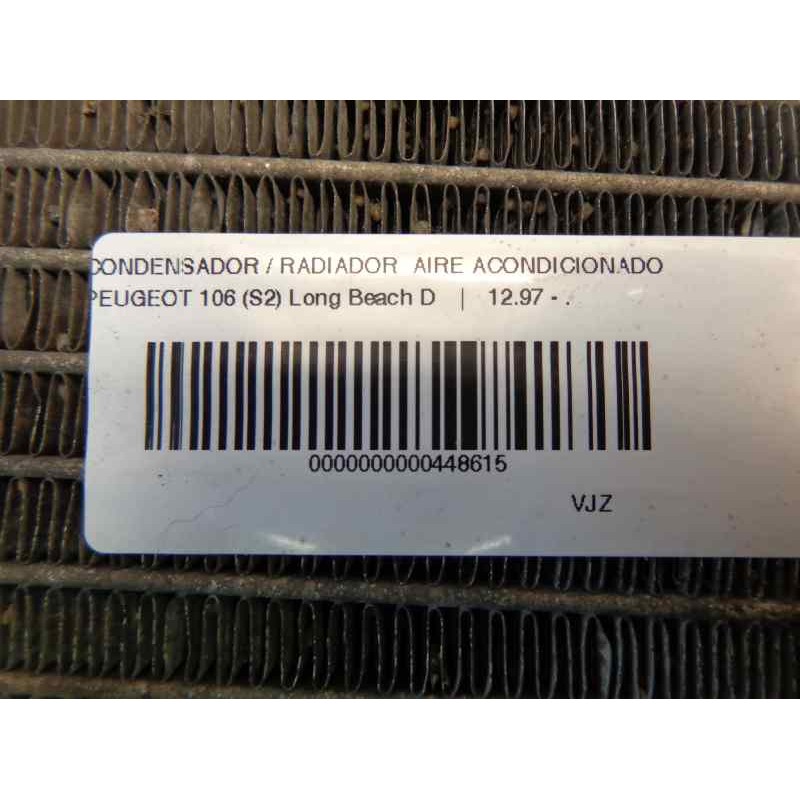 CONDENSADOR / RADIADOR AIRE ACONDICIONADO
PEUGEOT 106 (S2) Long Beach D | 12.97 - .
0000000000448615
VJZ